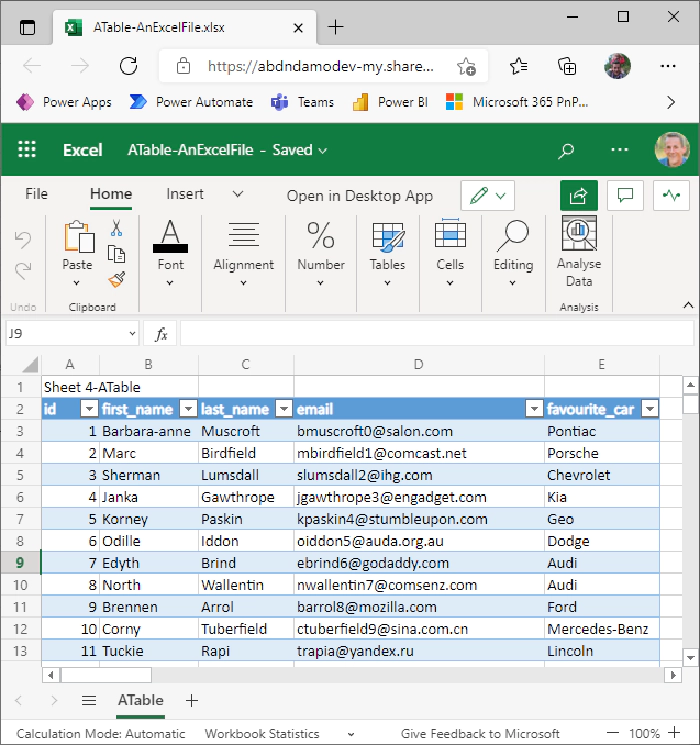 ATable-AnExcelFile.xlsx
https://abdndamodev-my.share...
Power Apps Power Automate Teams Power BI Microsoft 365 PnP...
Excel ATable-AnExcelFile - Saved
File Home Insert Open in Desktop App
Paste Font Alignment Number Tables Cells Editing Analyse Data
Undo Clipboard Analysis
J9 fx
A B C D E
1 Sheet 4-ATable
2 id first_name last_name email favourite_car
3 1 Barbara-anne Muscroft bmuscroft0@salon.com Pontiac
4 2 Marc Birdfield mbirdfield1@comcast.net Porsche
5 3 Sherman Lumsdall slumsdall2@ihg.com Chevrolet
6 4 Janka Gawthrope jgawthrope3@engadget.com Kia
7 5 Korney Paskin kpaskin4@stumbleupon.com Geo
8 6 Odille Iddon oiddon5@auda.org.au Dodge
9 7 Edyth Brind ebrind6@godaddy.com Audi
10 8 North Wallentin nwallentin7@comsenz.com Audi
11 9 Brennen Arrol barrol8@mozilla.com Ford
12 10 Corny Tuberfield ctuberfield9@sina.com.cn Mercedes-Benz
13 11 Tuckie Rapi trapia@yandex.ru Lincoln
ATable
Calculation Mode: Automatic Workbook Statistics Give Feedback to Microsoft 100%